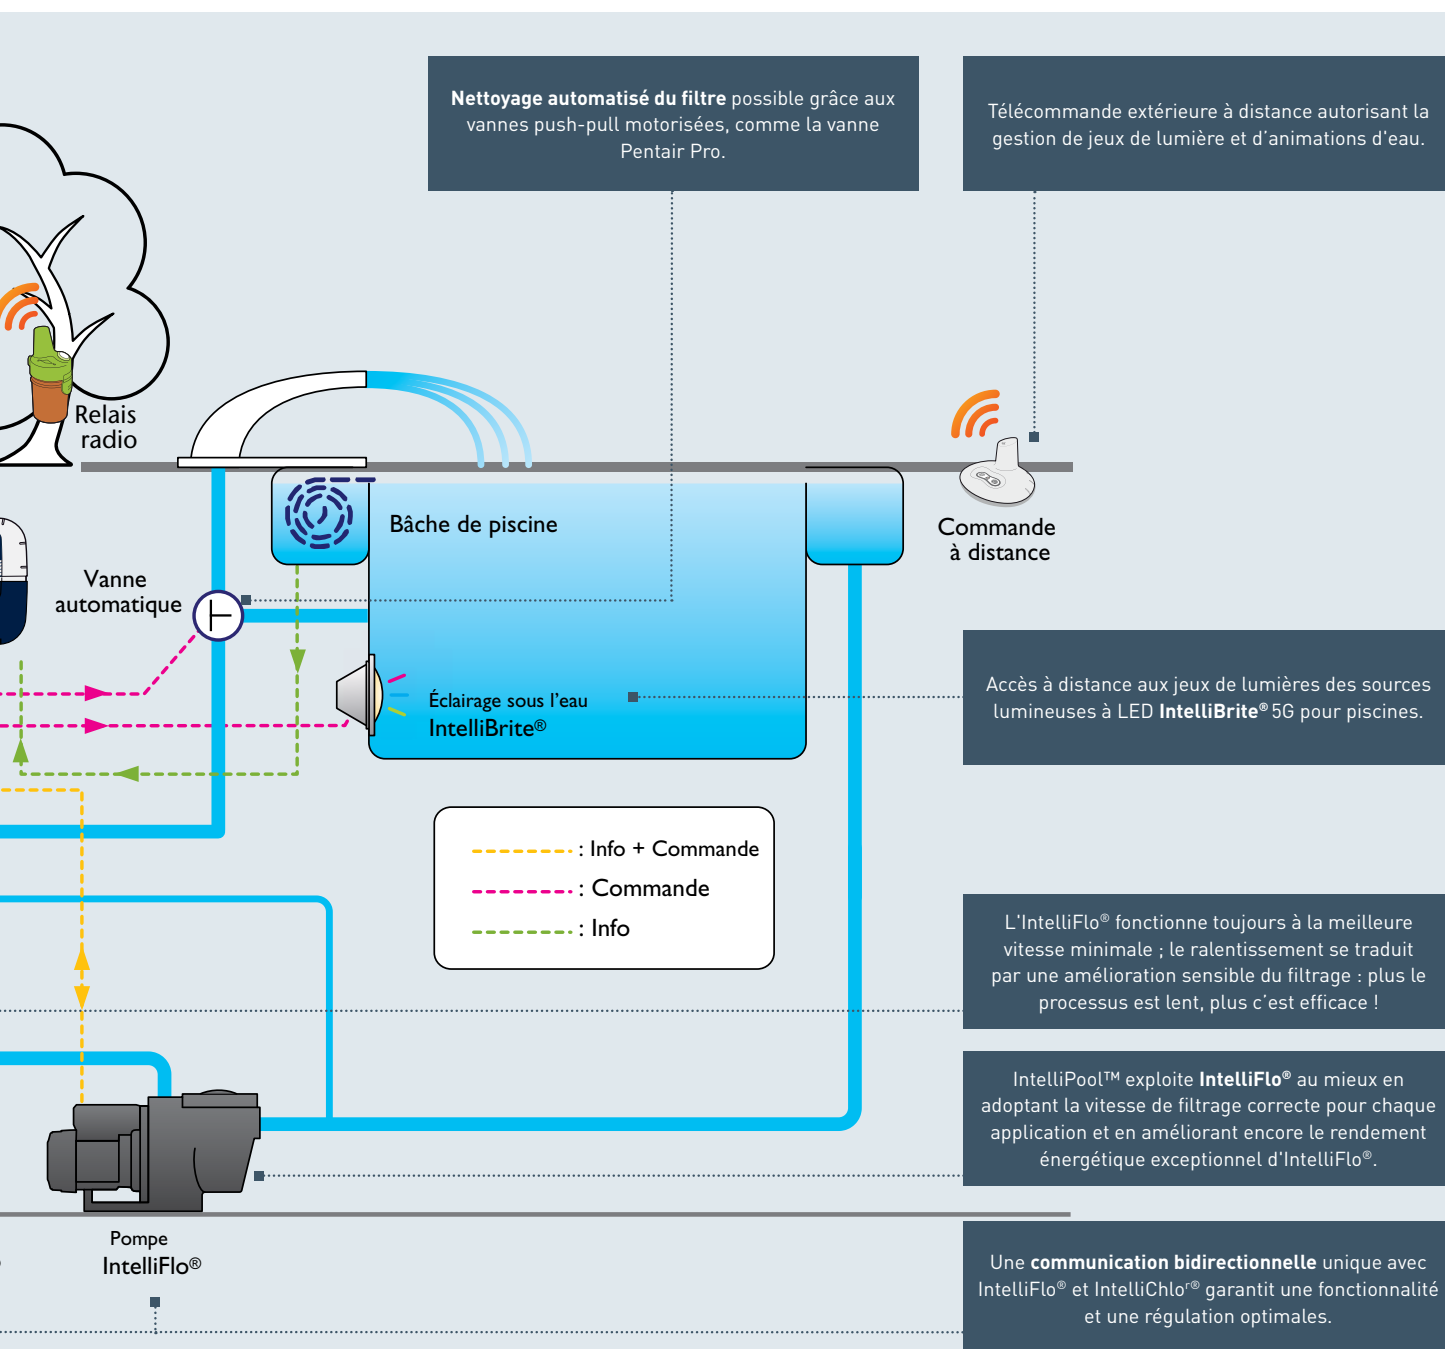 Nettoyage automatisé du filtre possible grâce aux
vannes push-pull motorisées, comme la vanne
Pentair Pro.
Télécommande extérieure à distance autorisant la
gestion de jeux de lumière et d'animations d'eau.
Relais
radio
Bâche de piscine
Commande
à distance
Vanne
automatique
Éclairage sous l'eau
IntelliBrite®
Accès à distance aux jeux de lumières des sources
lumineuses à LED IntelliBrite® 5G pour piscines.
: Info + Commande
: Commande
: Info
L'IntelliFlo® fonctionne toujours à la meilleure
vitesse minimale ; le ralentissement se traduit
par une amélioration sensible du filtrage : plus le
processus est lent, plus c'est efficace !
IntelliPool™ exploite IntelliFlo® au mieux en
adoptant la vitesse de filtrage correcte pour chaque
application et en améliorant encore le rendement
énergétique exceptionnel d'IntelliFlo®.
Pompe
IntelliFlo®
Une communication bidirectionnelle unique avec
IntelliFlo® et IntelliChlor® garantit une fonctionnalité
et une régulation optimales.